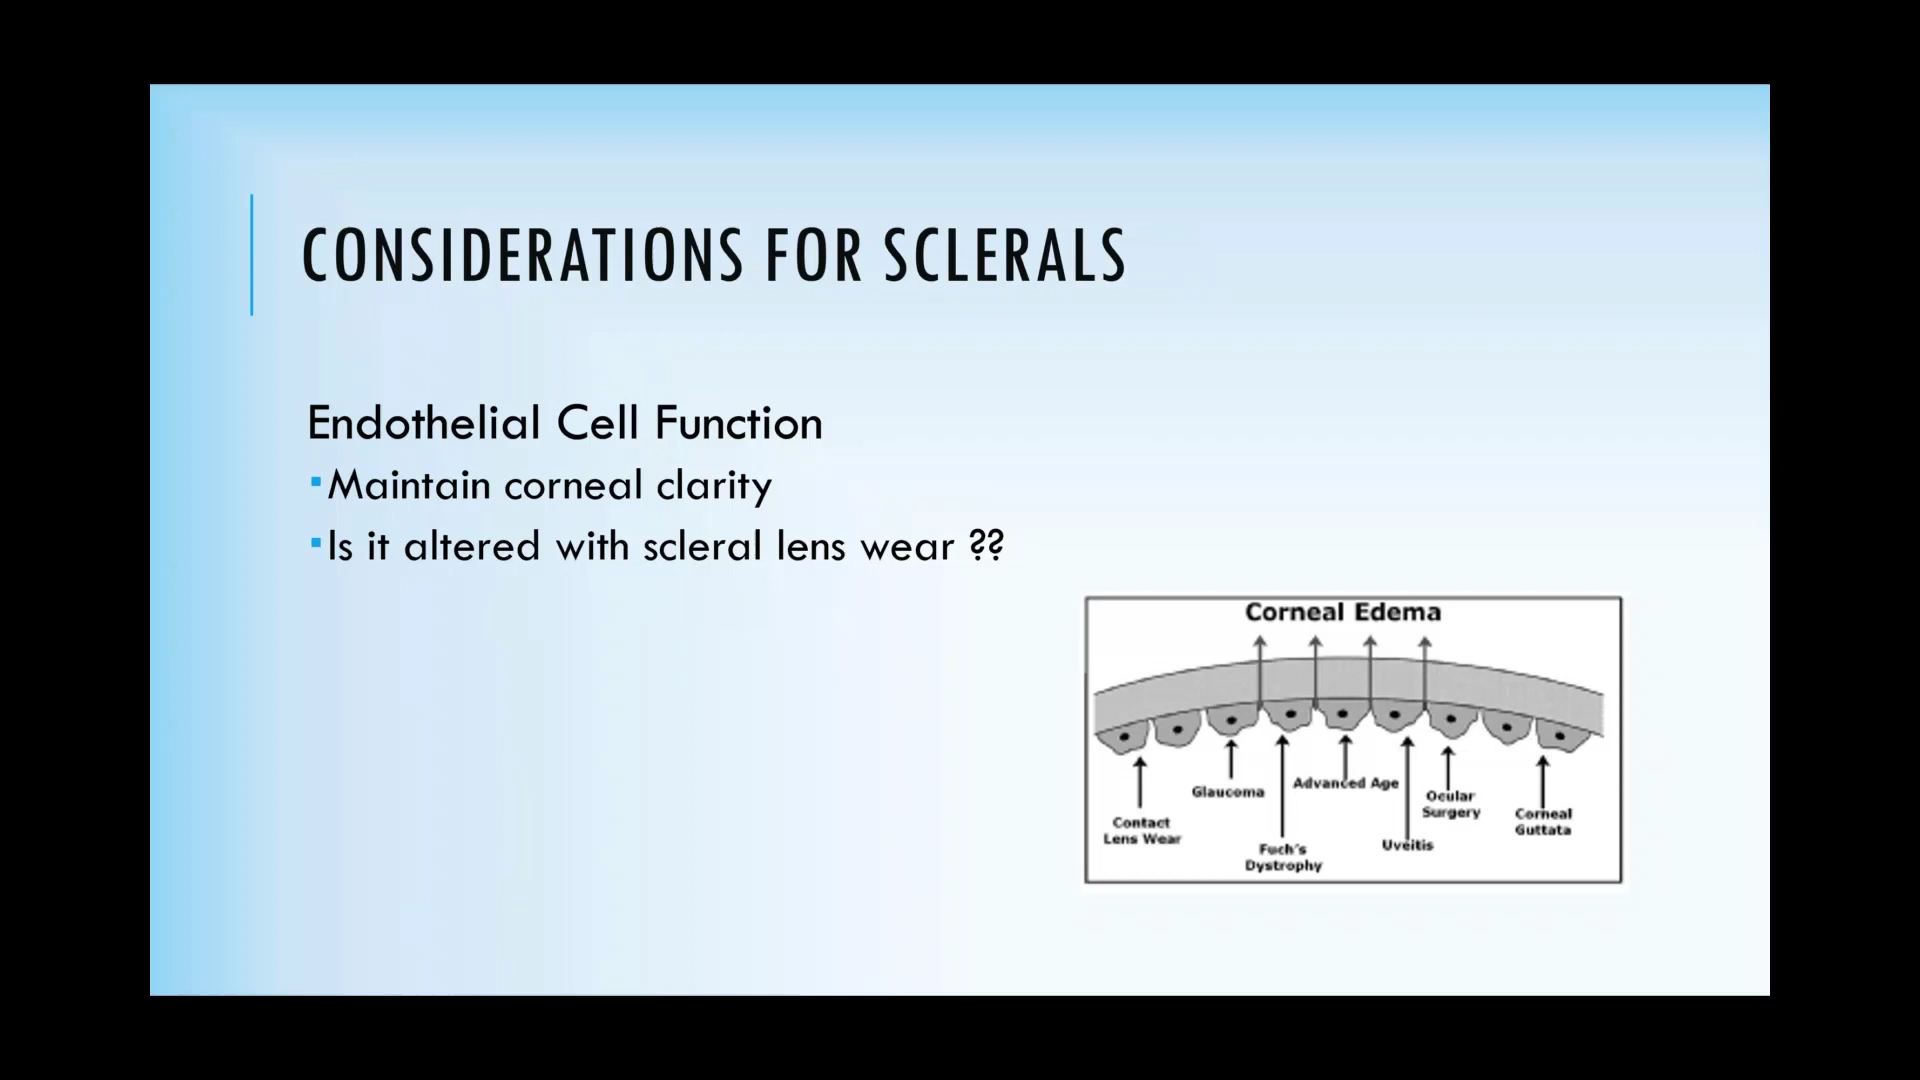 CONSIDERATIONS FOR SCLERALS
Endothelial Cell Function
Maintain corneal clarity
Is it altered with scleral lens wear ??
Corneal Edema
Contact
Lens Wear
Glaucoma
Fuch's
Dystrophy
Advanced Age
Uveitis
Ocular
Surgery
Corneal
Guttata